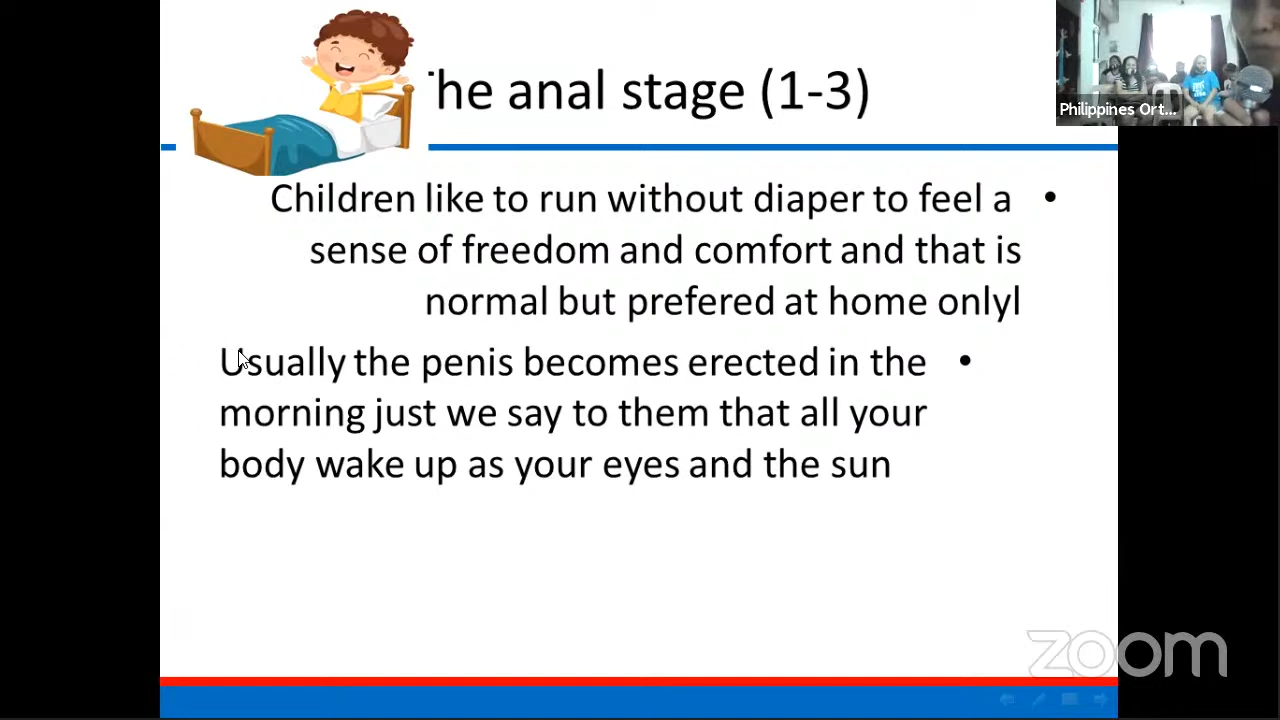 The anal stage (1-3)
Philippines Ort...
Children like to run without diaper to feel a •
sense of freedom and comfort and that is
normal but prefered at home onlyl
Usually the penis becomes erected in the •
morning just we say to them that all your
body wake up as your eyes and the sun
zoom